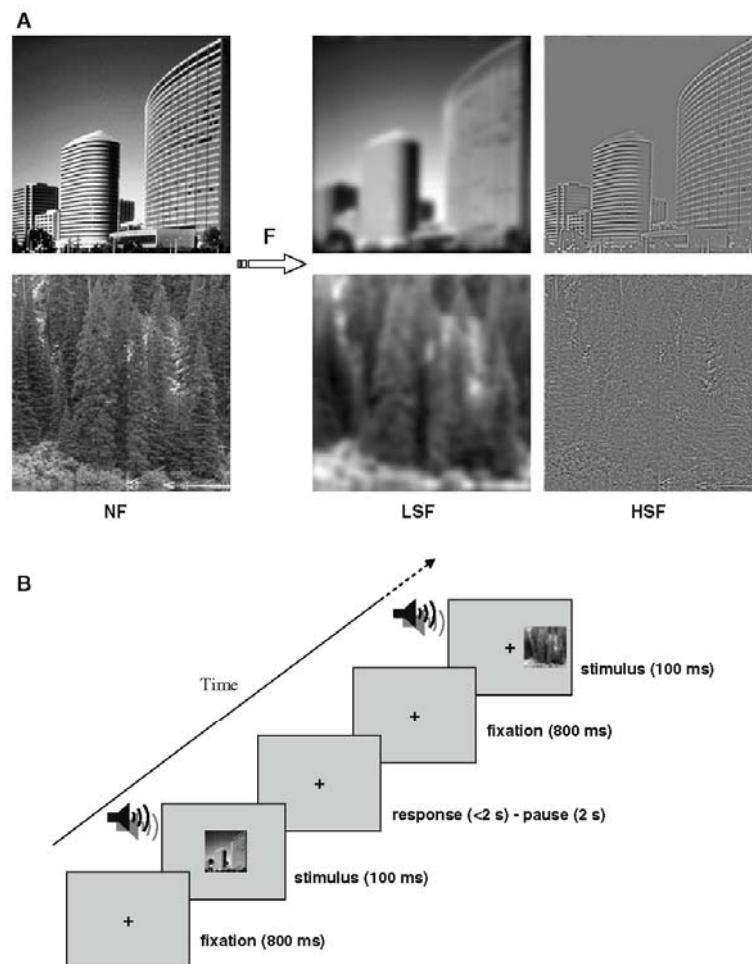 A
F
NF
LSF
HSF
B
Time
stimulus (100 ms)
fixation (800 ms)
response (<2 s) - pause (2 s)
stimulus (100 ms)
fixation (800 ms)